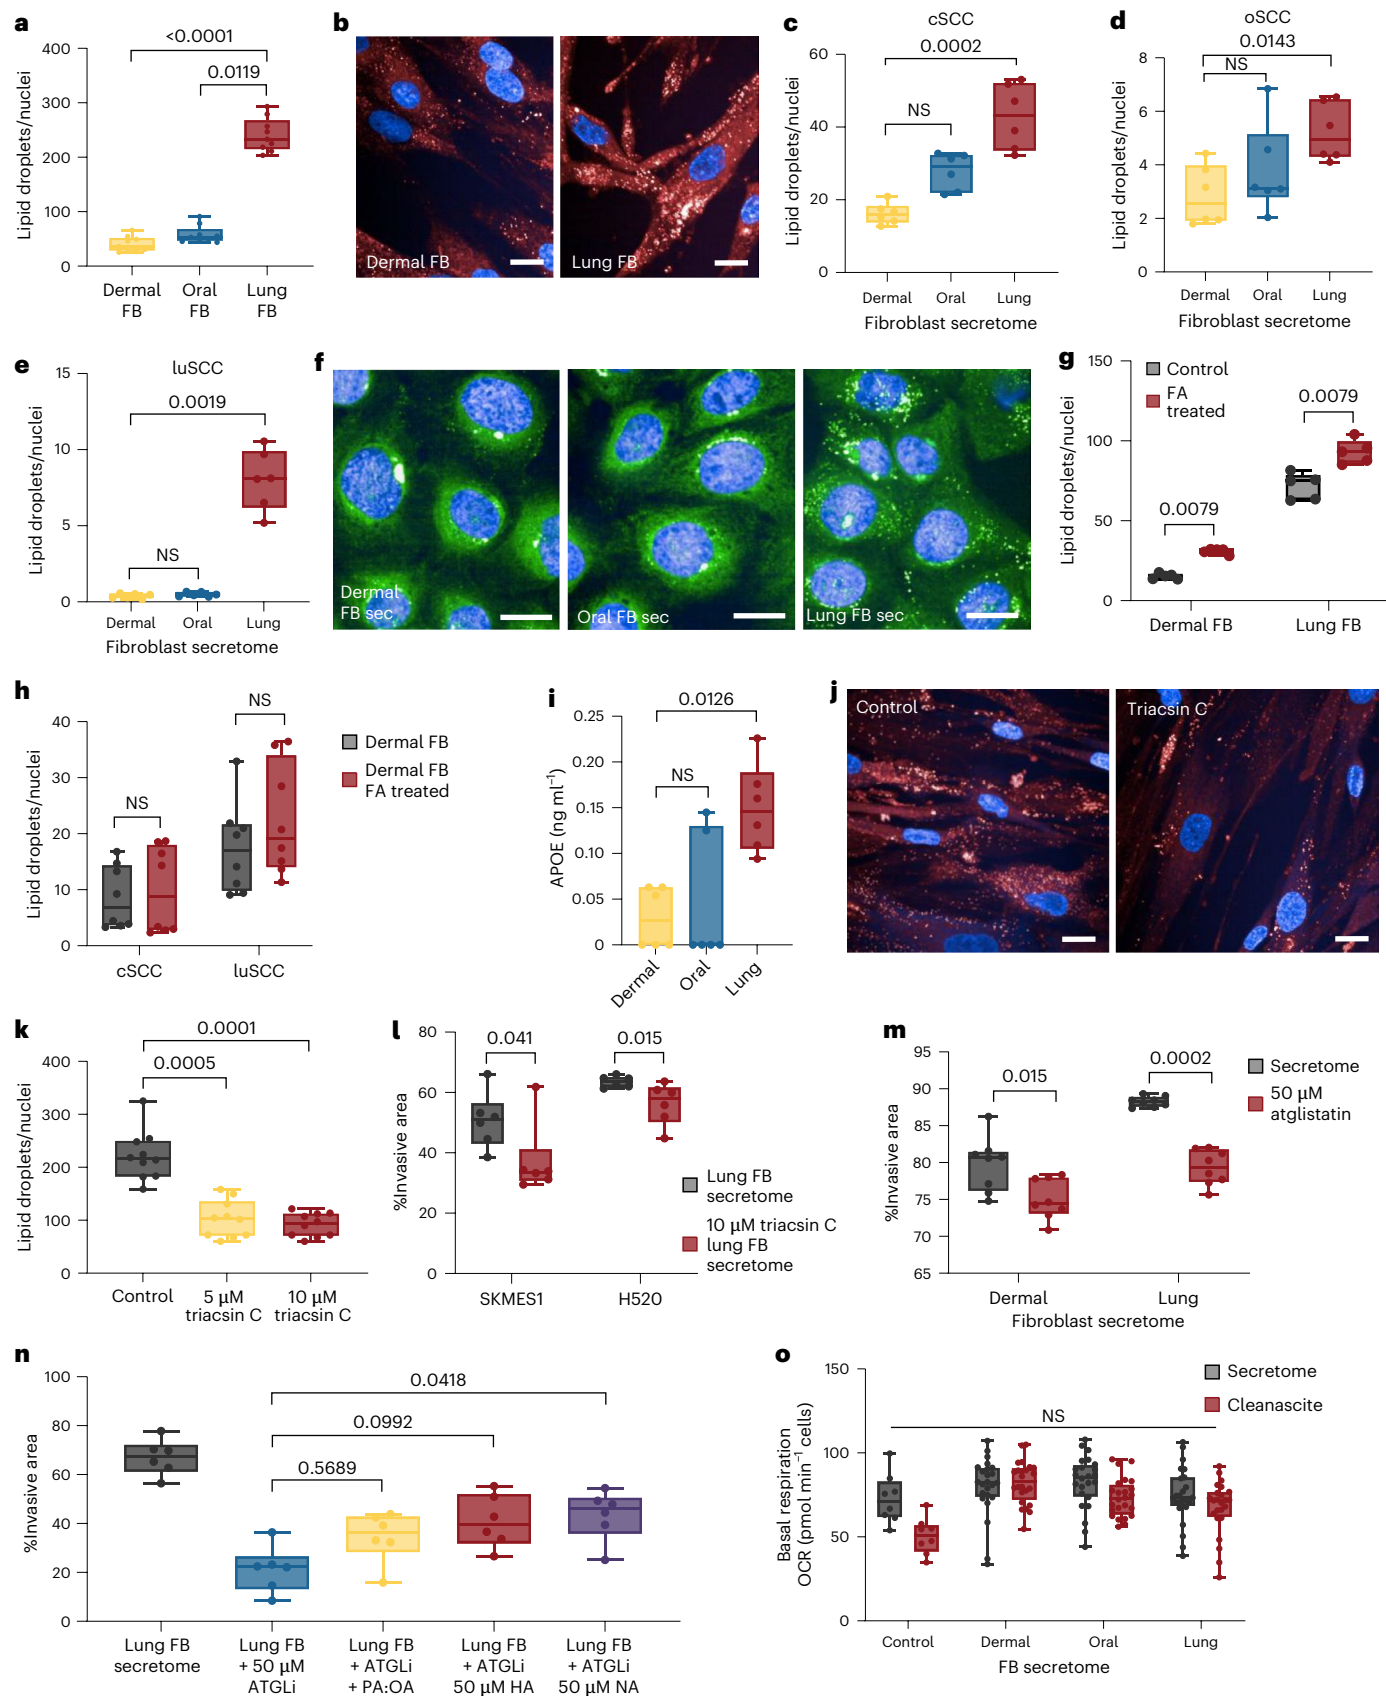 a
<0.0001
0.0119
Lipid droplets/nuclei
400
300
200
100
0
Dermal
FB
Oral
FB
Lung
FB
b
Dermal FB
Lung FB
c
cSCC
0.0002
NS
Lipid droplets/nuclei
60
40
20
0
Dermal
Oral
Lung
Fibroblast secretome
d
oSCC
0.0143
NS
Lipid droplets/nuclei
8
6
4
2
0
Dermal
Oral
Lung
Fibroblast secretome
e
luSCC
0.0019
NS
Lipid droplets/nuclei
15
10
5
0
Dermal
Oral
Lung
Fibroblast secretome
f
Dermal
FB sec
Oral FB sec
Lung FB sec
g
Control
FA
treated
0.0079
0.0079
Lipid droplets/nuclei
150
100
50
0
Dermal FB
Lung FB
h
NS
NS
Lipid droplets/nuclei
40
30
20
10
0
cSCC
luSCC
Dermal FB
Dermal FB
FA treated
i
0.0126
NS
APOE (ng ml⁻¹)
0.25
0.20
0.15
0.10
0.05
0
Dermal
Oral
Lung
j
Control
Triacsin C
k
0.0001
0.0005
Lipid droplets/nuclei
400
300
200
100
0
Control
5 µM
triacsin C
10 µM
triacsin C
l
0.041
0.015
%Invasive area
80
60
40
20
0
SKMES1
H520
Lung FB
secretome
10 µM triacsin C
lung FB
secretome
m
0.015
0.0002
%Invasive area
95
90
85
80
75
70
65
Dermal
Lung
Fibroblast secretome
Secretome
50 µM
atglistatin
n
0.0418
0.0992
0.5689
%Invasive area
100
80
60
40
20
0
Lung FB
secretome
Lung FB
+ 50 µM
ATGLi
Lung FB
+ ATGLi
+ PA:OA
Lung FB
+ ATGLi
50 µM HA
Lung FB
+ ATGLi
50 µM NA
o
Secretome
Cleanascite
NS
Basal respiration
OCR (pmol min⁻¹ cells)
150
100
50
0
Control
Dermal
Oral
Lung
FB secretome